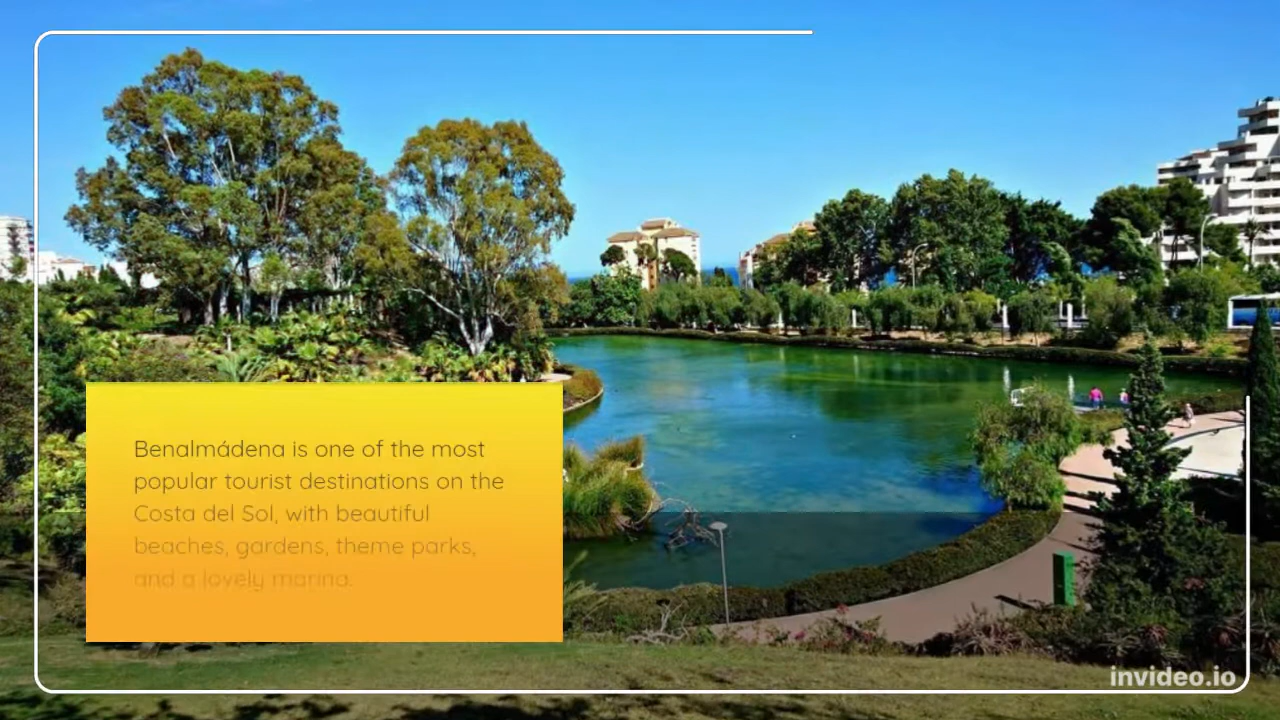 Benalmádena is one of the most
popular tourist destinations on the
Costa del Sol, with beautiful
beaches, gardens, theme parks,
and a lovely marina.
invideo.io